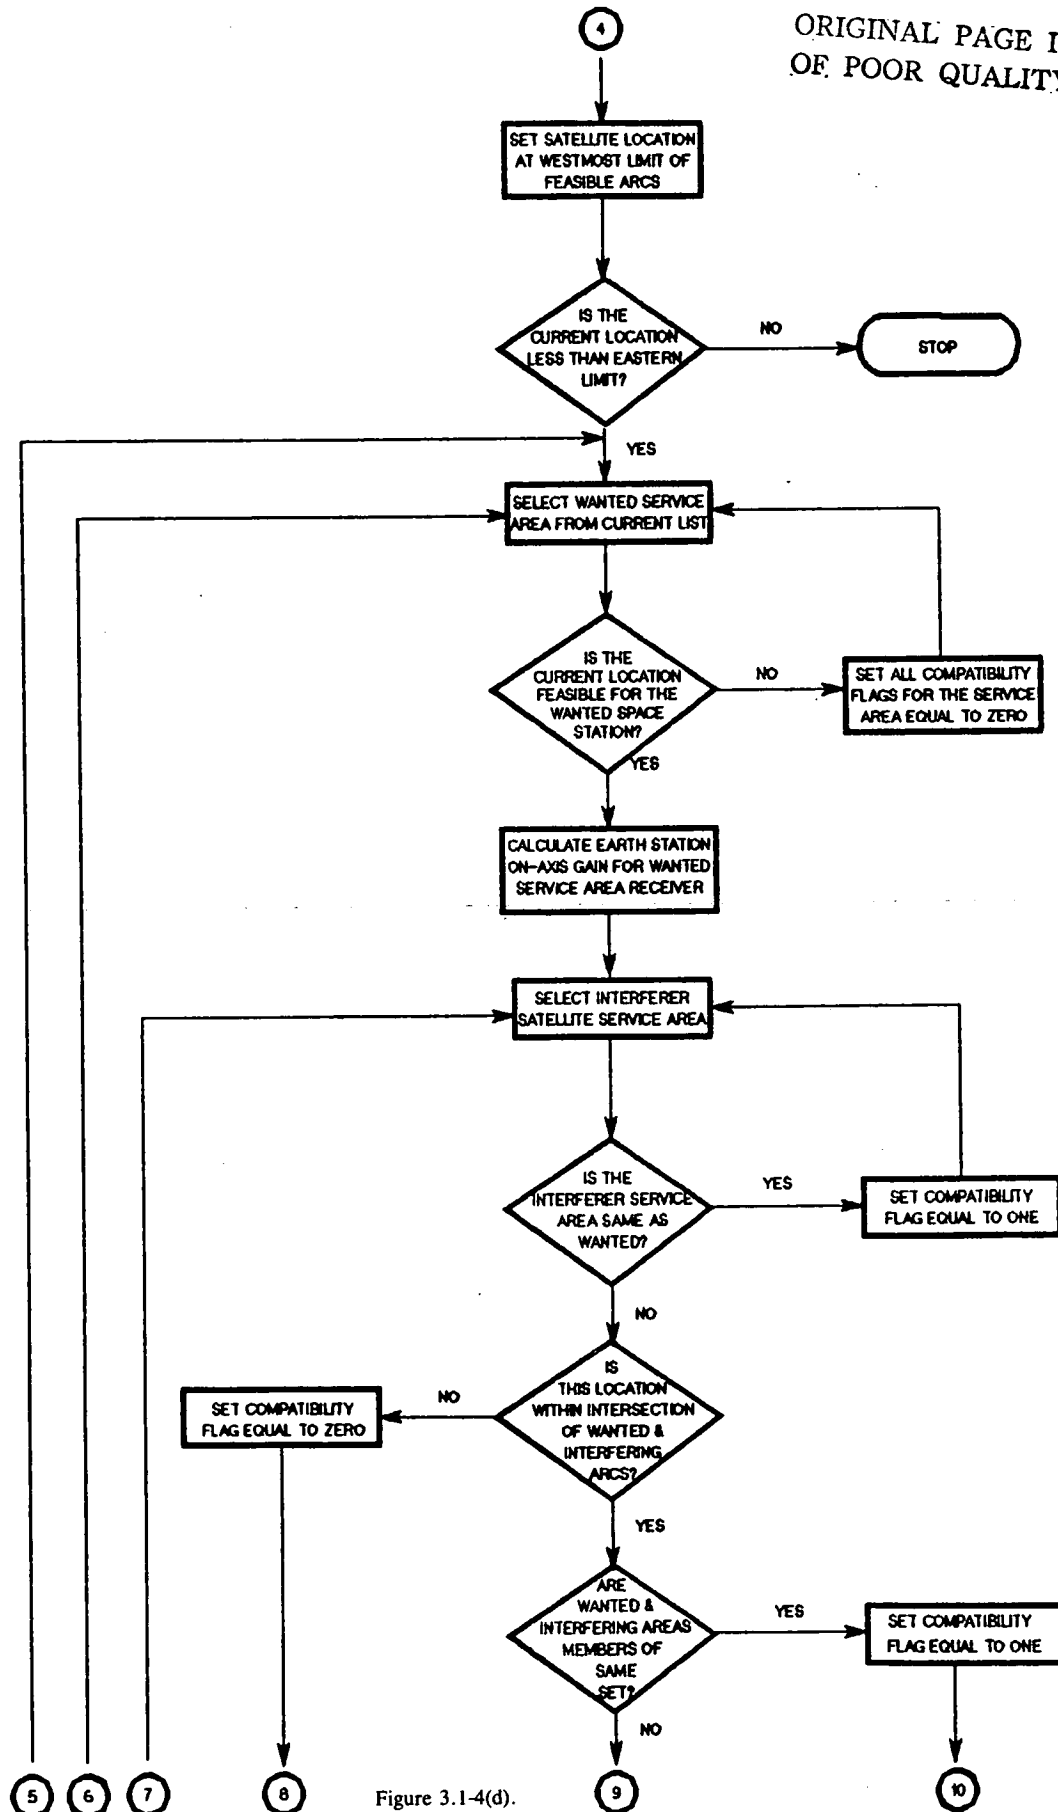 4
ORIGINAL PAGE I
OF POOR QUALITY
SET SATELLITE LOCATION
AT WESTMOST LIMIT OF
FEASIBLE ARCS
IS THE
CURRENT LOCATION
LESS THAN EASTERN
LIMIT?
NO
STOP
YES
SELECT WANTED SERVICE
AREA FROM CURRENT LIST
IS THE
CURRENT LOCATION
FEASIBLE FOR THE
WANTED SPACE
STATION?
NO
SET ALL COMPATIBILITY
FLAGS FOR THE SERVICE
AREA EQUAL TO ZERO
YES
CALCULATE EARTH STATION
ON-AXIS GAIN FOR WANTED
SERVICE AREA RECEIVER
SELECT INTERFERER
SATELLITE SERVICE AREA
IS THE
INTERFERER SERVICE
AREA SAME AS
WANTED?
YES
SET COMPATIBILITY
FLAG EQUAL TO ONE
NO
IS
THIS LOCATION
WITHIN INTERSECTION
OF WANTED &
INTERFERING
ARCS?
NO
SET COMPATIBILITY
FLAG EQUAL TO ZERO
YES
ARE
WANTED &
INTERFERING AREAS
MEMBERS OF
SAME
SET?
YES
SET COMPATIBILITY
FLAG EQUAL TO ONE
NO
5
6
7
8
Figure 3.1-4(d).
9
10